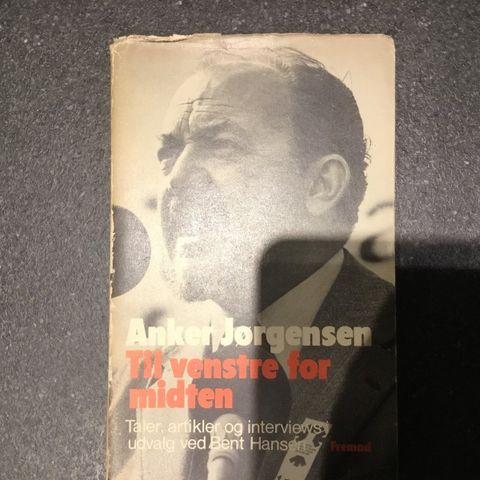 Anker Jørgensen
Til venstre for
midten
Taler, artikler og interviews i
udvalg ved Bent Hansen
Fremad